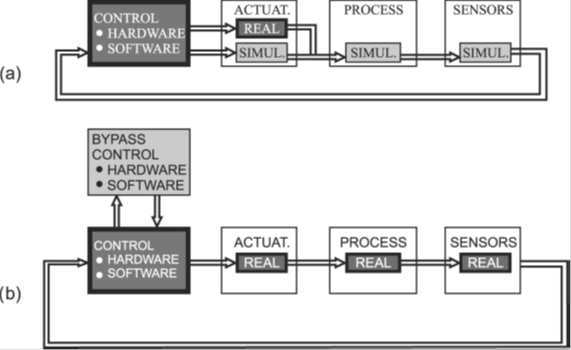 ACTUAT.
PROCESS
SENSORS
CONTROL
• HARDWARE
• SOFTWARE
REAL
SIMUL.
SIMUL.
SIMUL.
(a)
BYPASS
CONTROL
• HARDWARE
• SOFTWARE
CONTROL
• HARDWARE
• SOFTWARE
ACTUAT.
PROCESS
SENSORS
REAL
REAL
REAL
(b)